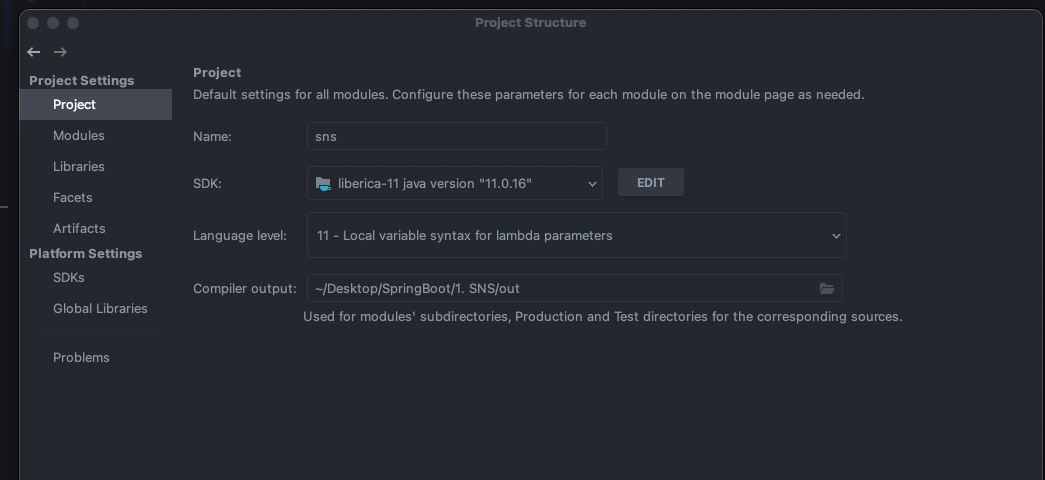 Project Structure
Project Settings
Project
Modules
Libraries
Facets
Artifacts
Platform Settings
SDKs
Global Libraries
Problems
Project
Default settings for all modules. Configure these parameters for each module on the module page as needed.
Name: sns
SDK: liberica-11 java version "11.0.16" EDIT
Language level: 11 - Local variable syntax for lambda parameters
Compiler output: ~/Desktop/SpringBoot/1. SNS/out
Used for modules' subdirectories, Production and Test directories for the corresponding sources.